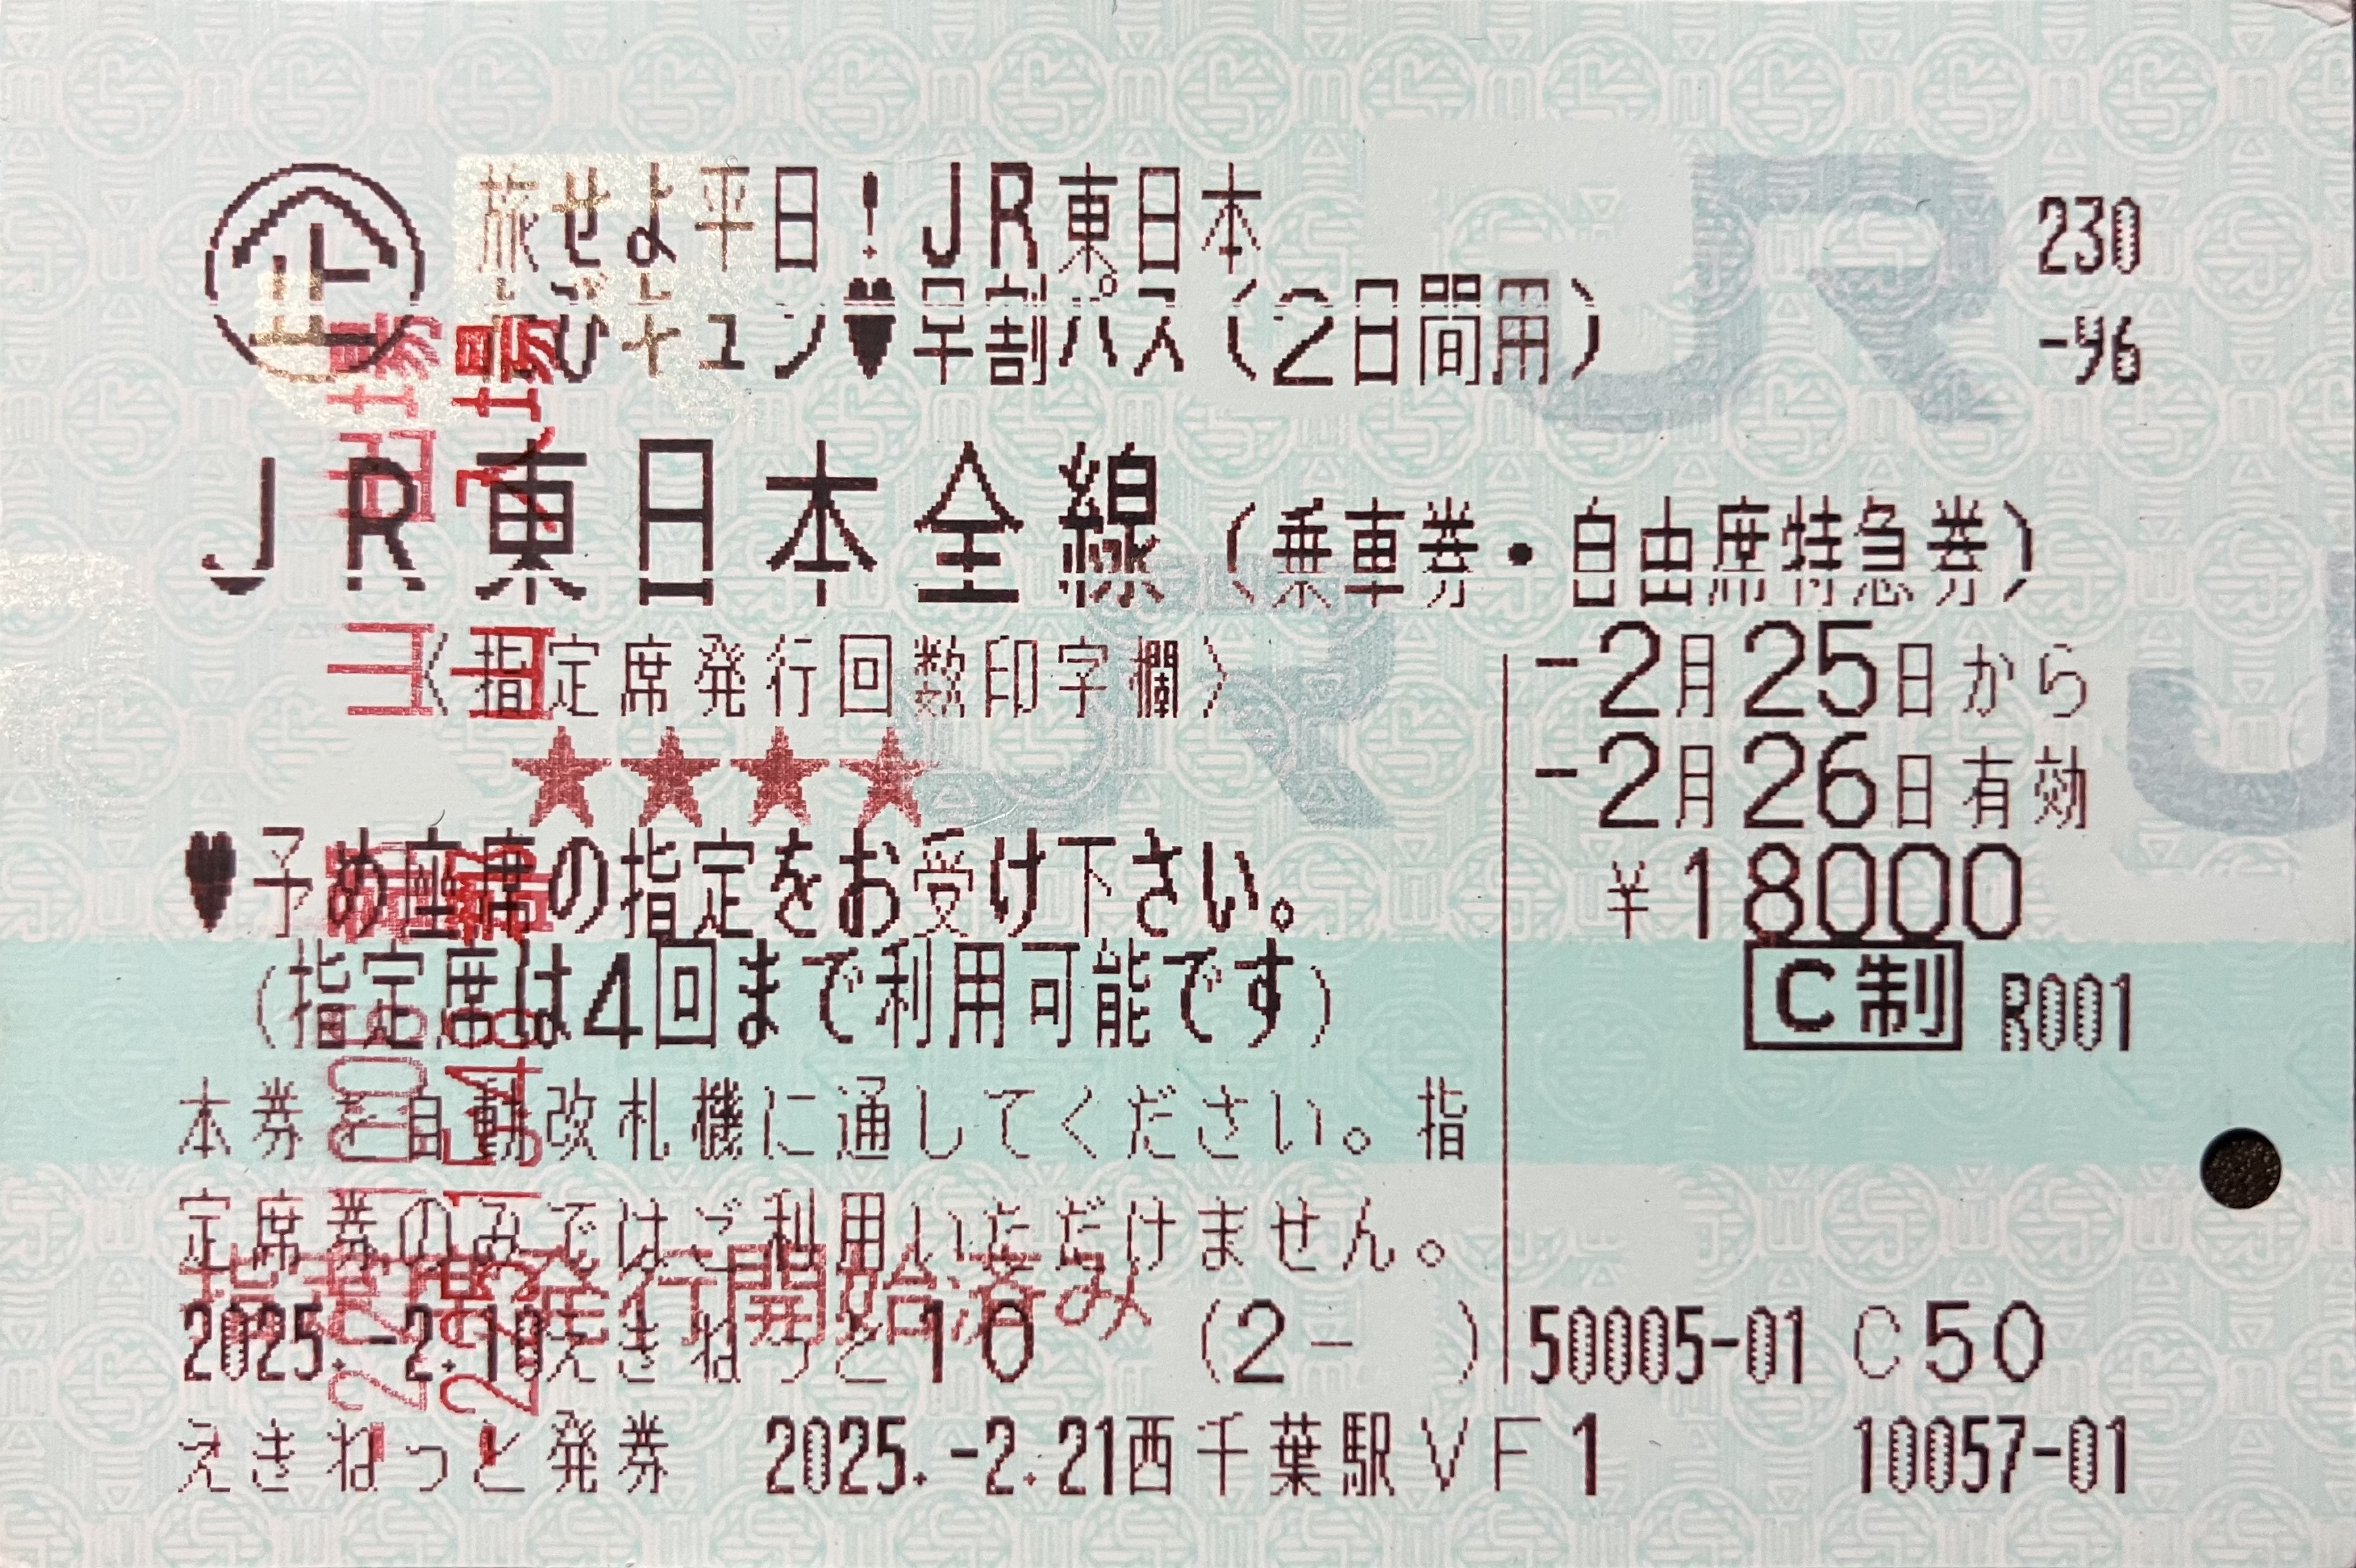 企 旅せよ平日！JR東日本 230
たびキュン♥早割パス（2日間用） -96
JR東日本全線（乗車券・自由席特急券）
〈指定席発行回数印字欄〉
★★★★
-2月25日から
-2月26日有効
¥18000
C制 R001
♥予め座席の指定をお受け下さい。
（指定席は4回まで利用可能です）
本券を自動改札機に通してください。指
定席券のみではご利用いただけません。
指定席発行開始済み
2025.-2.10えきねっと10 （2- ） 50005-01 C50
えきねっと発券 2025.-2.21西千葉駅VF1 10057-01
入場